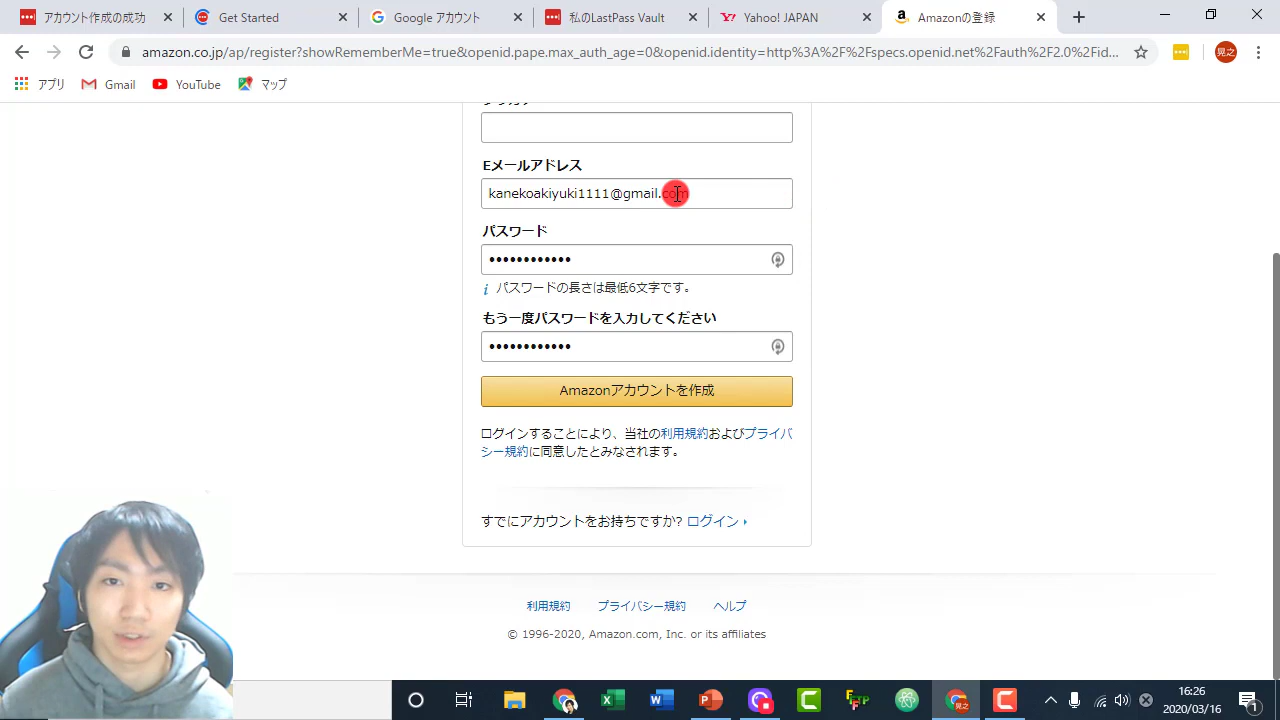 アカウント作成の成功
Get Started
Google アカウント
私のLastPass Vault
Yahoo! JAPAN
Amazonの登録
amazon.co.jp/ap/register?showRememberMe=true&openid.pape.max_auth_age=0&openid.identity=http%3A%2F%2Fspecs.openid.net%2Fauth%2F2.0%2Fid...
晃之
アプリ
Gmail
YouTube
マップ
Eメールアドレス
kanekoakiyuki1111@gmail.com
パスワード
••••••••••••
i パスワードの長さは最低6文字です。
もう一度パスワードを入力してください
••••••••••••
Amazonアカウントを作成
ログインすることにより、当社の利用規約およびプライバ
シー規約に同意したとみなされます。
すでにアカウントをお持ちですか? ログイン
利用規約 プライバシー規約 ヘルプ
© 1996-2020, Amazon.com, Inc. or its affiliates
16:26
2020/03/16